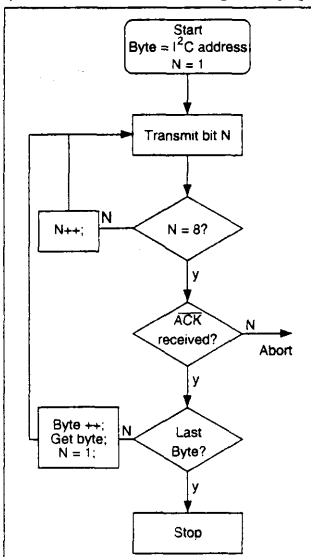 Start
Byte = I²C address
N = 1
Transmit bit N
N++;
N
N = 8?
y
ACK
received?
N
Abort
y
Byte ++;
Get byte;
N = 1;
N
Last
Byte?
y
Stop